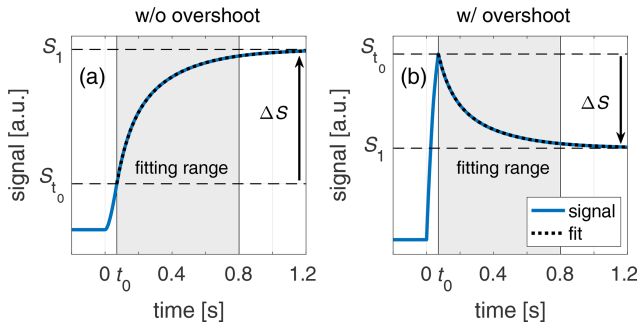 w/o overshoot
S1
(a)
ΔS
fitting range
St0
signal [a.u.]
0 t0 0.4 0.8 1.2
time [s]
w/ overshoot
St0
(b)
ΔS
S1
fitting range
signal
fit
signal [a.u.]
0 t0 0.4 0.8 1.2
time [s]